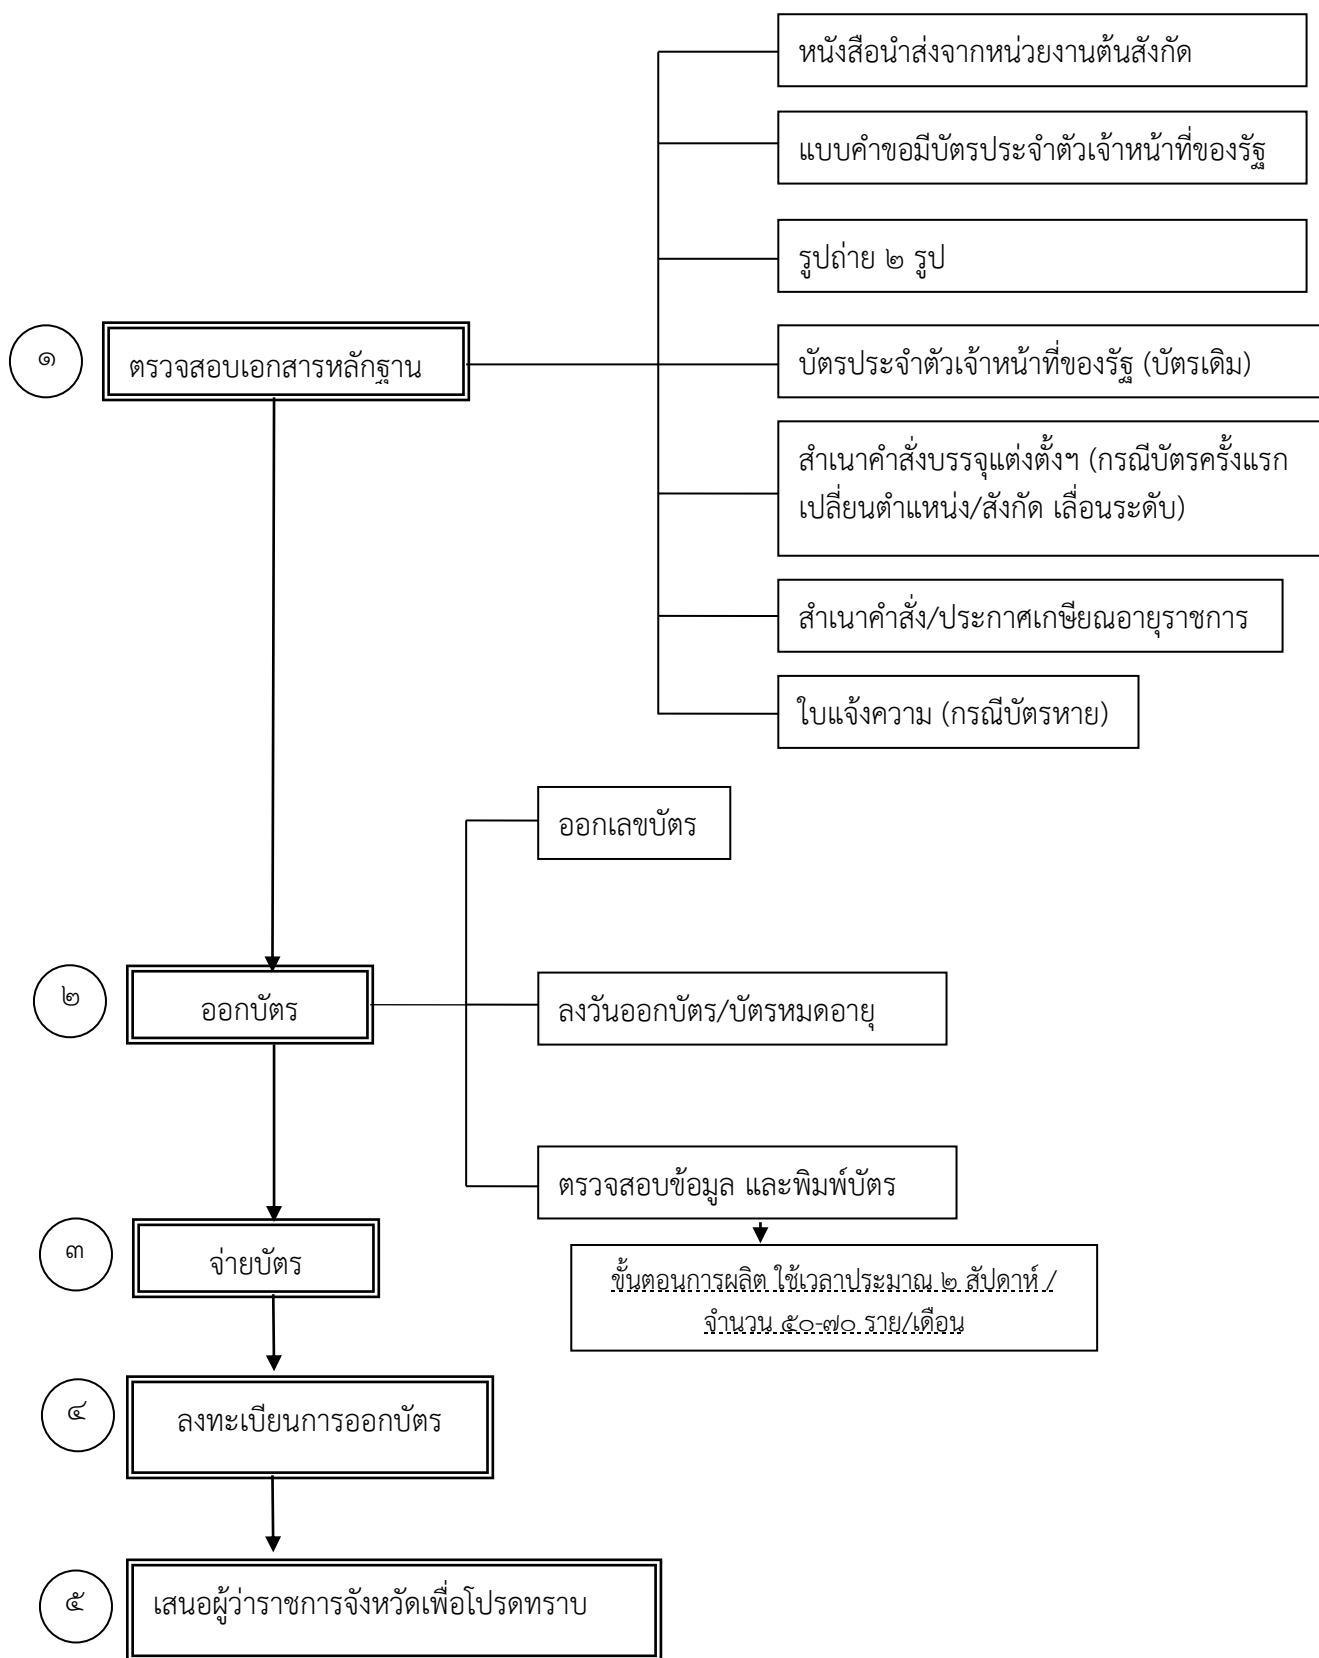 หนังสือนำส่งจากหน่วยงานต้นสังกัด
แบบคำขอมีบัตรประจำตัวเจ้าหน้าที่ของรัฐ
รูปถ่าย ๒ รูป
๑
ตรวจสอบเอกสารหลักฐาน
บัตรประจำตัวเจ้าหน้าที่ของรัฐ (บัตรเดิม)
สำเนาคำสั่งบรรจุแต่งตั้งฯ (กรณีบัตรครั้งแรก
เปลี่ยนตำแหน่ง/สังกัด เลื่อนระดับ)
สำเนาคำสั่ง/ประกาศเกษียณอายุราชการ
ใบแจ้งความ (กรณีบัตรหาย)
ออกเลขบัตร
๒
ออกบัตร
ลงวันออกบัตร/บัตรหมดอายุ
ตรวจสอบข้อมูล และพิมพ์บัตร
๓
จ่ายบัตร
ขั้นตอนการผลิต ใช้เวลาประมาณ ๒ สัปดาห์ /
จำนวน ๕๐-๗๐ ราย/เดือน
๔
ลงทะเบียนการออกบัตร
๕
เสนอผู้ว่าราชการจังหวัดเพื่อโปรดทราบ